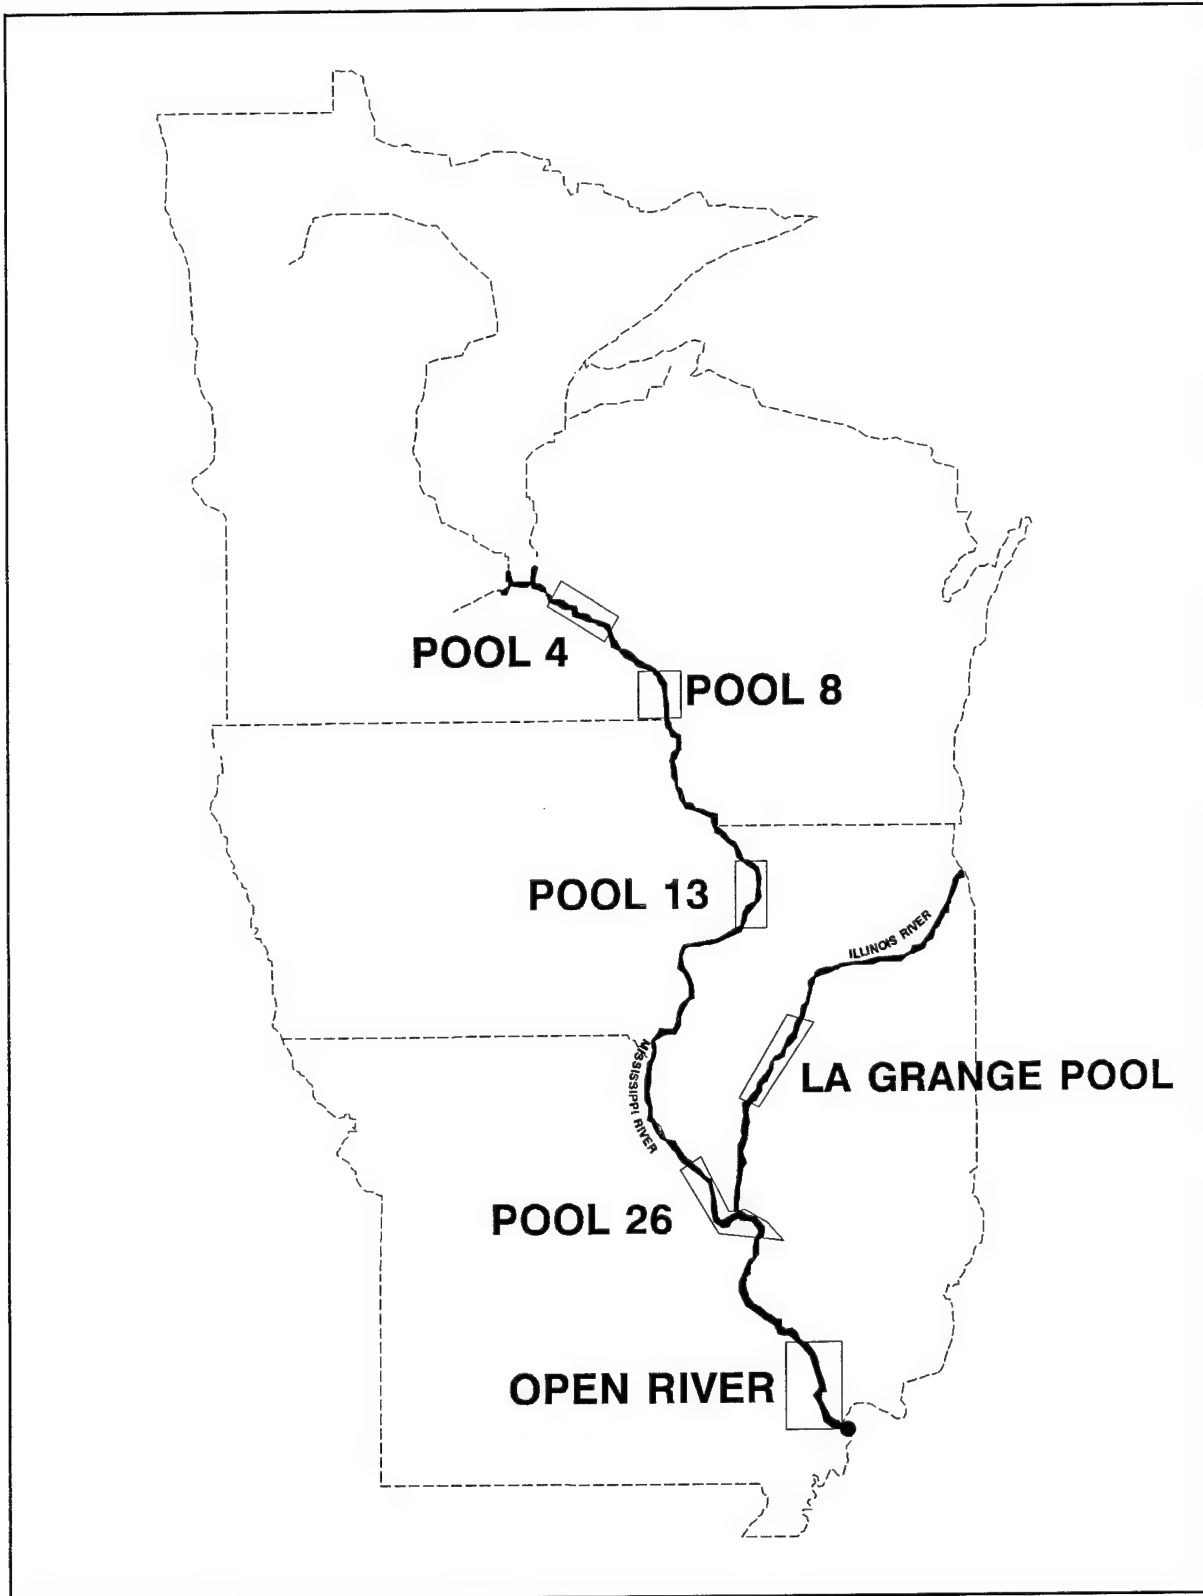 POOL 4
POOL 8
POOL 13
ILLINOIS RIVER
MISSISSIPPI RIVER
LA GRANGE POOL
POOL 26
OPEN RIVER